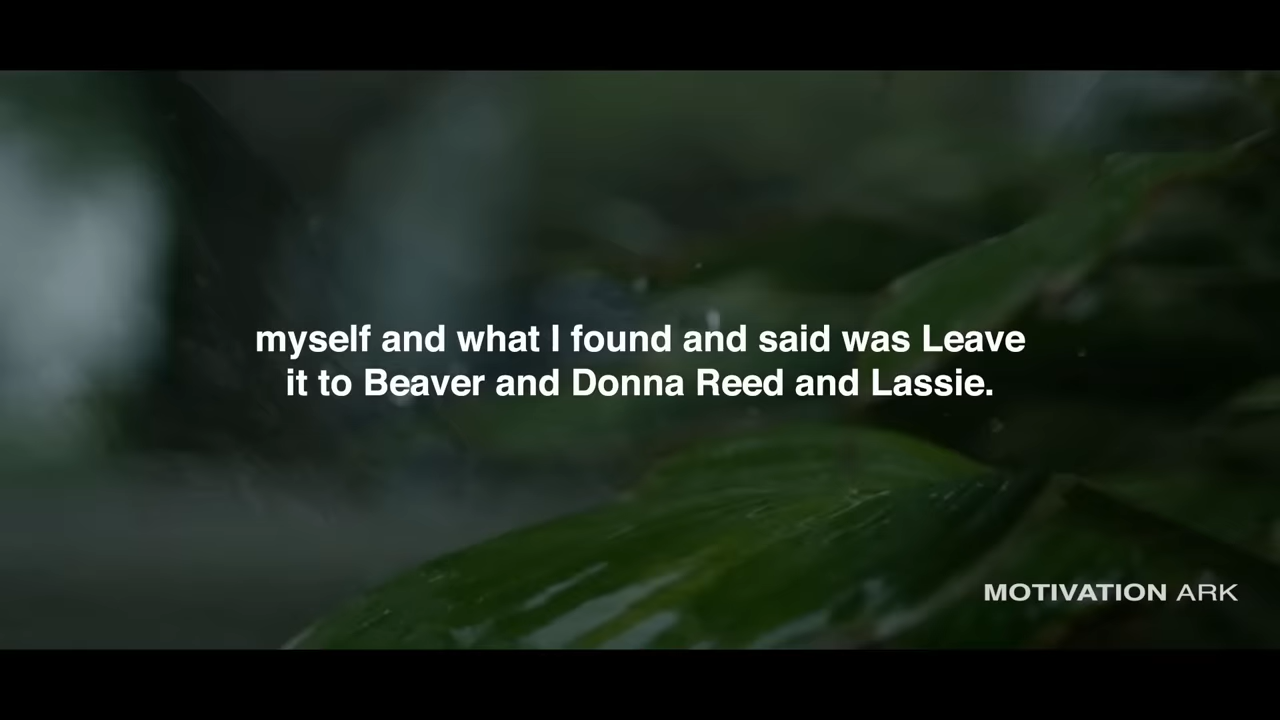 myself and what I found and said was Leave
it to Beaver and Donna Reed and Lassie.
MOTIVATION ARK